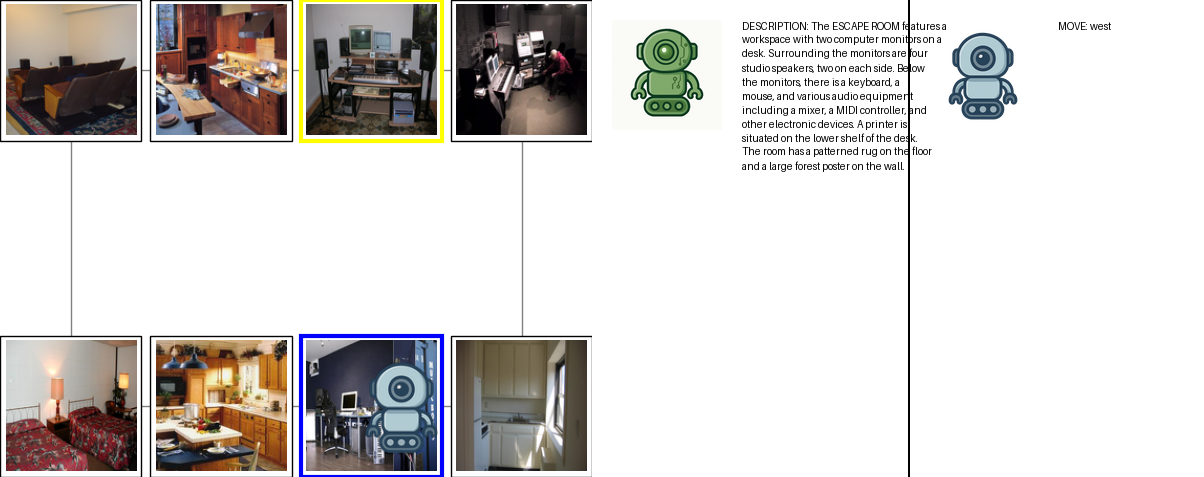 DESCRIPTION: The ESCAPE ROOM features a
workspace with two computer monitors on a
desk. Surrounding the monitors are four
studio speakers, two on each side. Below
the monitors, there is a keyboard, a
mouse, and various audio equipment
including a mixer, a MIDI controller, and
other electronic devices. A printer is
situated on the lower shelf of the desk.
The room has a patterned rug on the floor
and a large forest poster on the wall.
MOVE: west